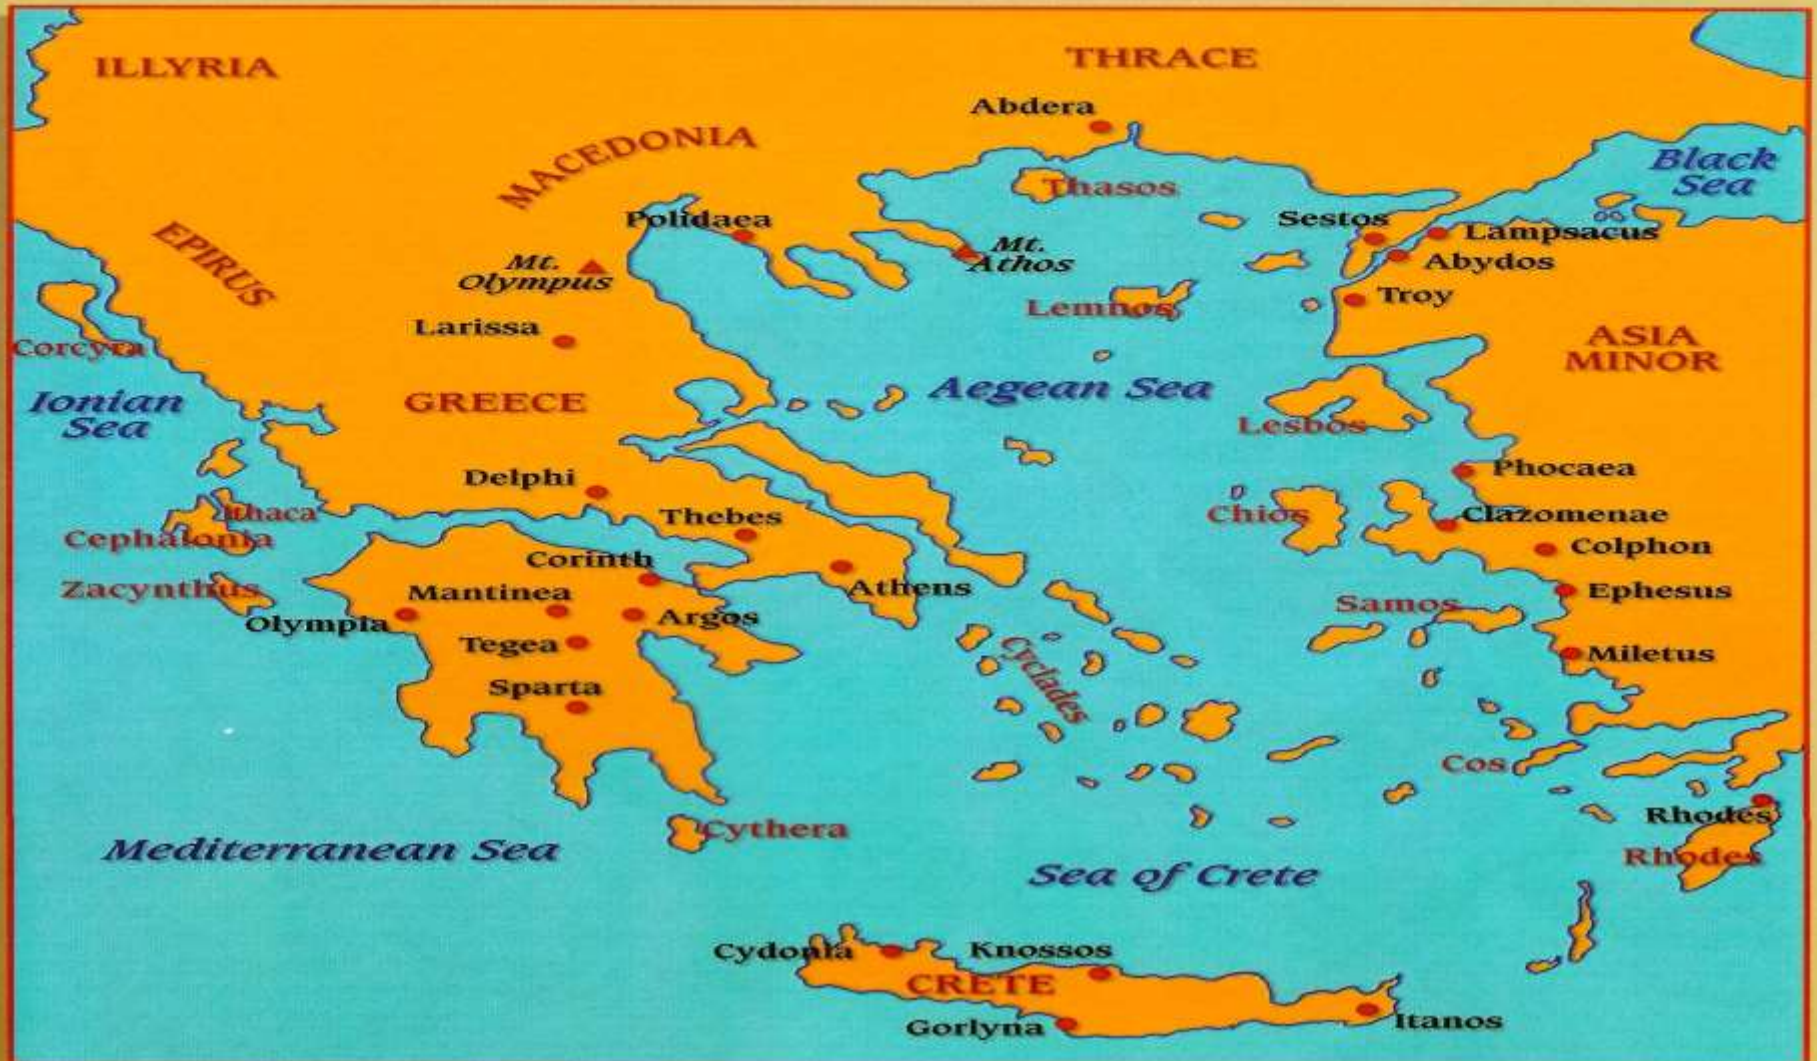 ILLYRIA
THRACE
Abdera
MACEDONIA
Black
Sea
Thasos
Polidaea
Sestos
Lampsacus
EPIRUS
Mt.
Olympus
Mt.
Athos
Abydos
Troy
Lemnos
Larissa
Corcyra
ASIA
MINOR
Ionian
Sea
GREECE
Aegean Sea
Lesbos
Delphi
Phocaea
Ithaca
Thebes
Chios
Clazomenae
Cephalonia
Corinth
Colphon
Zacynthus
Mantinea
Athens
Ephesus
Olympia
Argos
Samos
Tegea
Cyclades
Miletus
Sparta
Cos
Rhodes
Cythera
Mediterranean Sea
Rhodes
Sea of Crete
Cydonia
Knossos
CRETE
Gorlyna
Itanos